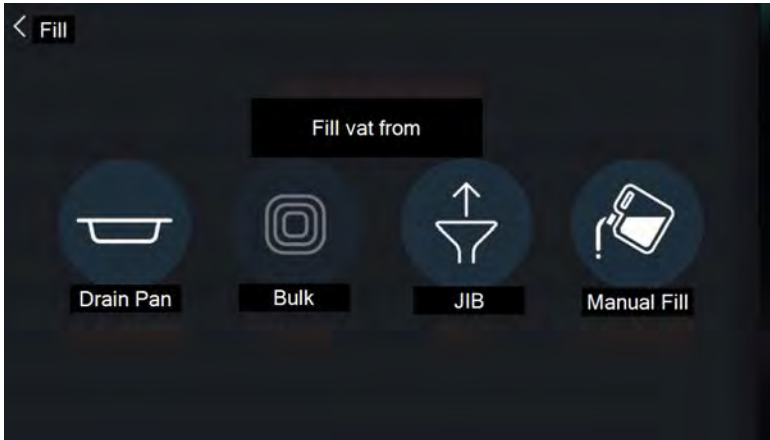 Fill
Fill vat from
Drain Pan
Bulk
JIB
Manual Fill